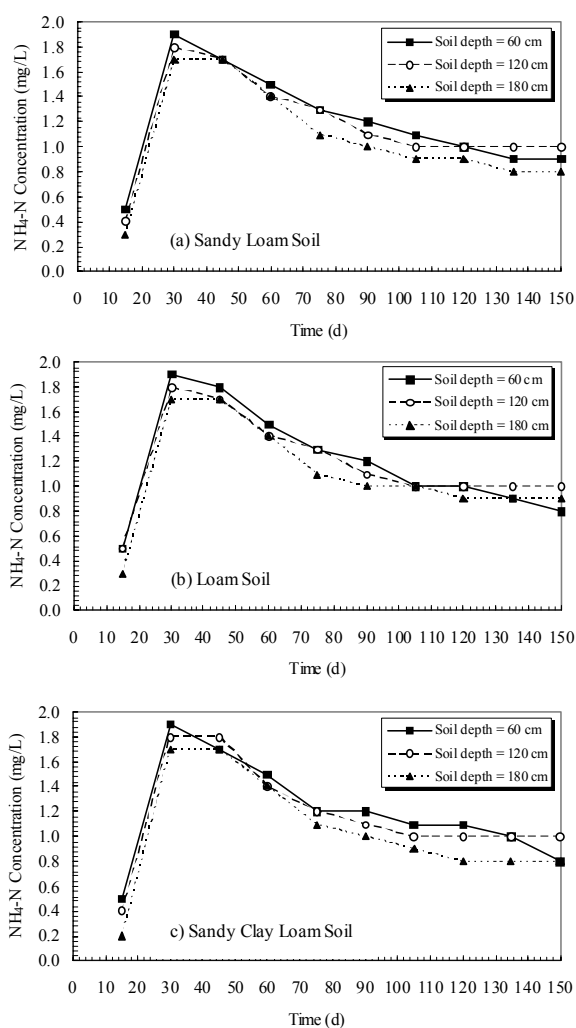 NH₄-N Concentration (mg/L)
2.0
1.8
1.6
1.4
1.2
1.0
0.8
0.6
0.4
0.2
0.0
Soil depth = 60 cm
Soil depth = 120 cm
Soil depth = 180 cm
(a) Sandy Loam Soil
0 10 20 30 40 50 60 70 80 90 100 110 120 130 140 150
Time (d)
NH₄-N Concentration (mg/L)
2.0
1.8
1.6
1.4
1.2
1.0
0.8
0.6
0.4
0.2
0.0
Soil depth = 60 cm
Soil depth = 120 cm
Soil depth = 180 cm
(b) Loam Soil
0 10 20 30 40 50 60 70 80 90 100 110 120 130 140 150
Time (d)
NH₄-N Concentration (mg/L)
2.0
1.8
1.6
1.4
1.2
1.0
0.8
0.6
0.4
0.2
0.0
Soil depth = 60 cm
Soil depth = 120 cm
Soil depth = 180 cm
c) Sandy Clay Loam Soil
0 10 20 30 40 50 60 70 80 90 100 110 120 130 140 150
Time (d)